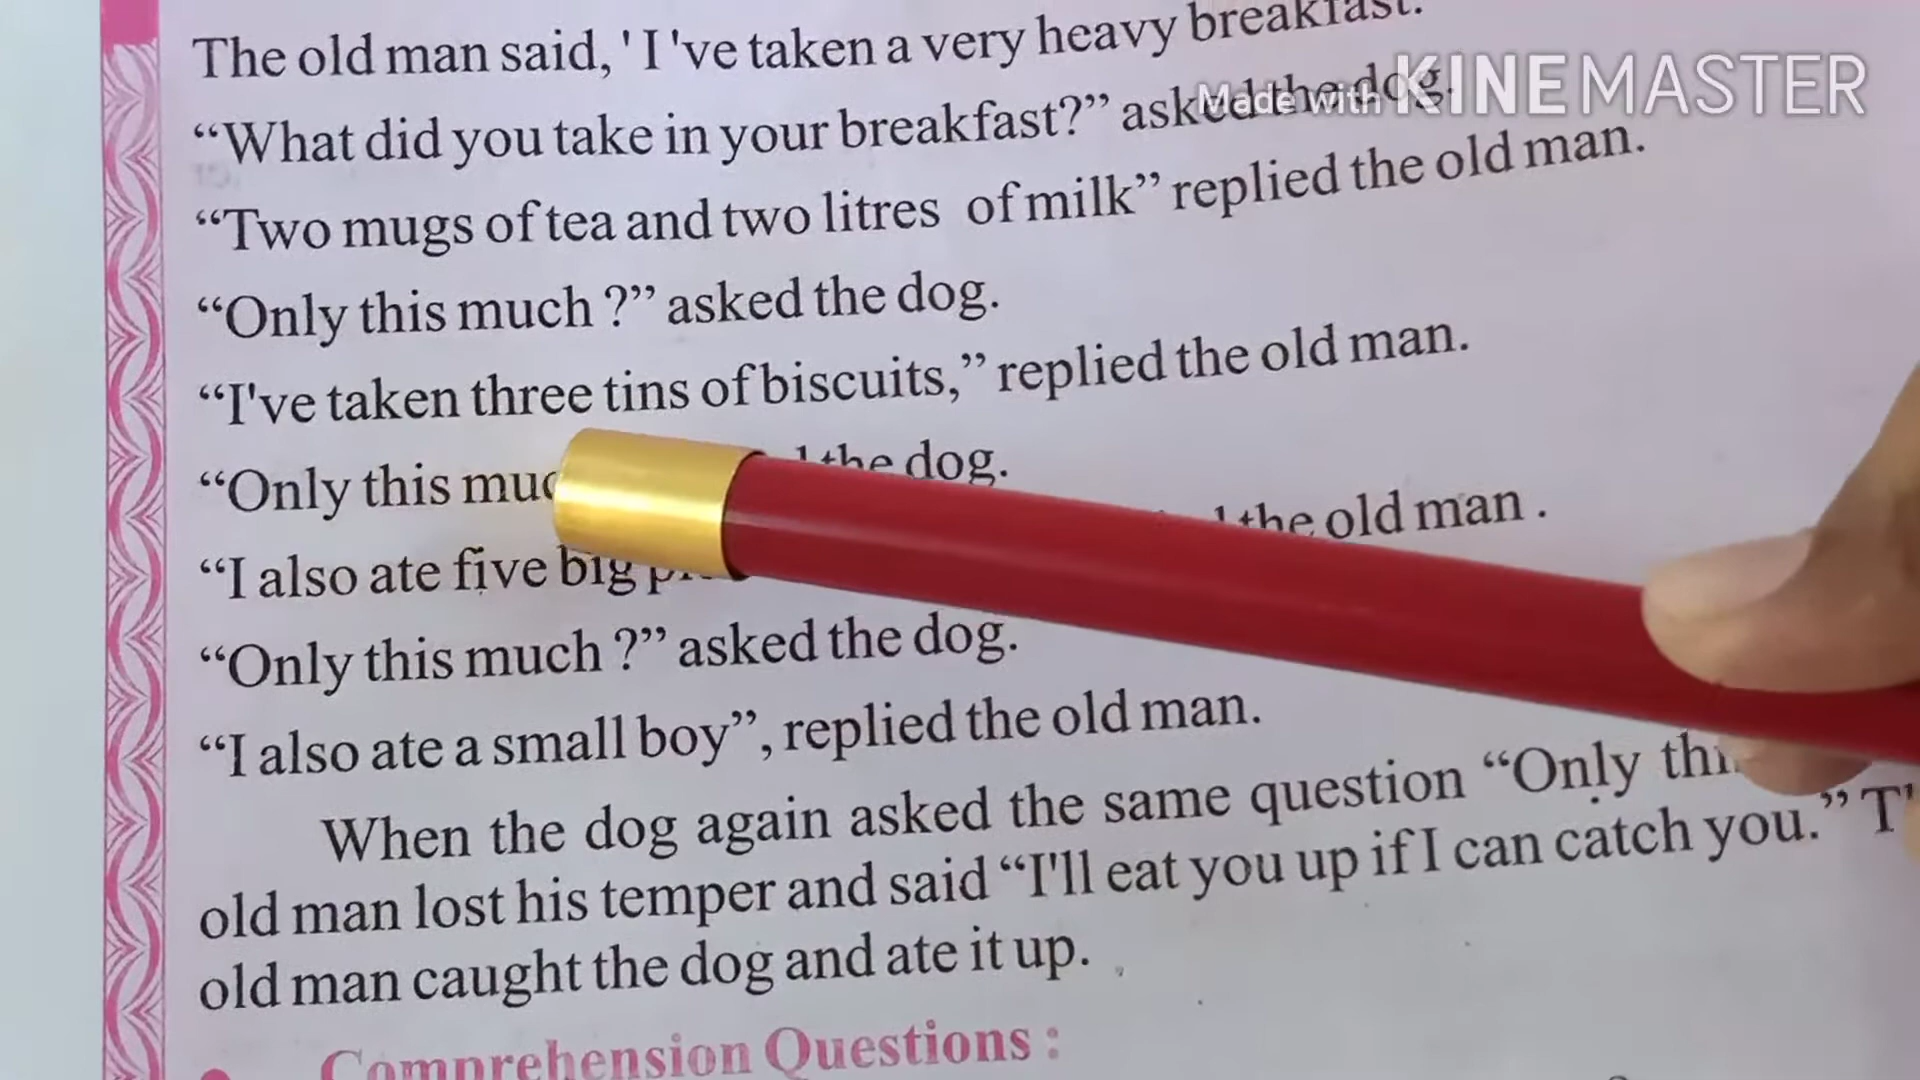 The old man said, ' I 've taken a very heavy breakfast.
Made with KINEMASTER
“What did you take in your breakfast?” asked the dog.
“Two mugs of tea and two litres of milk” replied the old man.
“Only this much ?” asked the dog.
“I've taken three tins of biscuits,” replied the old man.
“Only this the dog.
“I also ate five big the old man .
“Only this much ?” asked the dog.
“I also ate a small boy”, replied the old man.
When the dog again asked the same question “Only
old man lost his temper and said “I'll eat you up if I can catch you.”
old man caught the dog and ate it up.
Comprehension Questions :